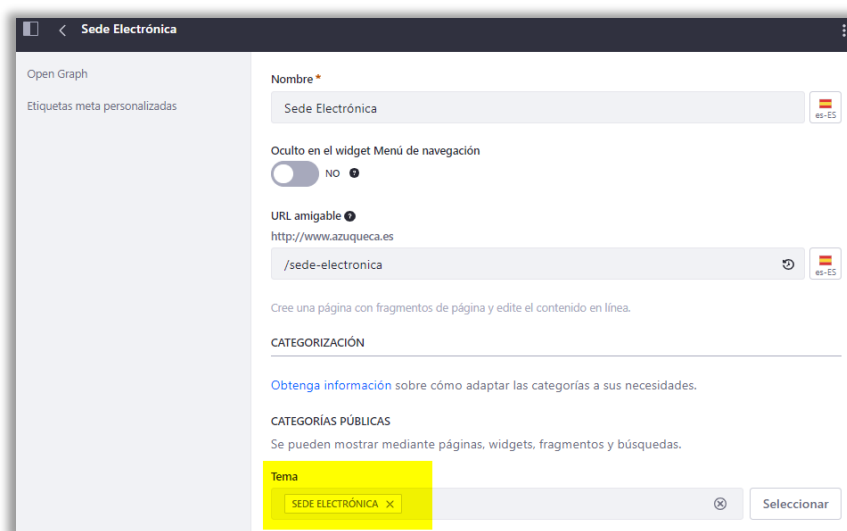 Sede Electrónica
Open Graph
Etiquetas meta personalizadas
Nombre *
Sede Electrónica
es-ES
Oculto en el widget Menú de navegación
NO
URL amigable
http://www.azuqueca.es
/sede-electronica
es-ES
Cree una página con fragmentos de página y edite el contenido en línea.
CATEGORIZACIÓN
Obtenga información sobre cómo adaptar las categorías a sus necesidades.
CATEGORÍAS PÚBLICAS
Se pueden mostrar mediante páginas, widgets, fragmentos y búsquedas.
Tema
SEDE ELECTRÓNICA
Seleccionar